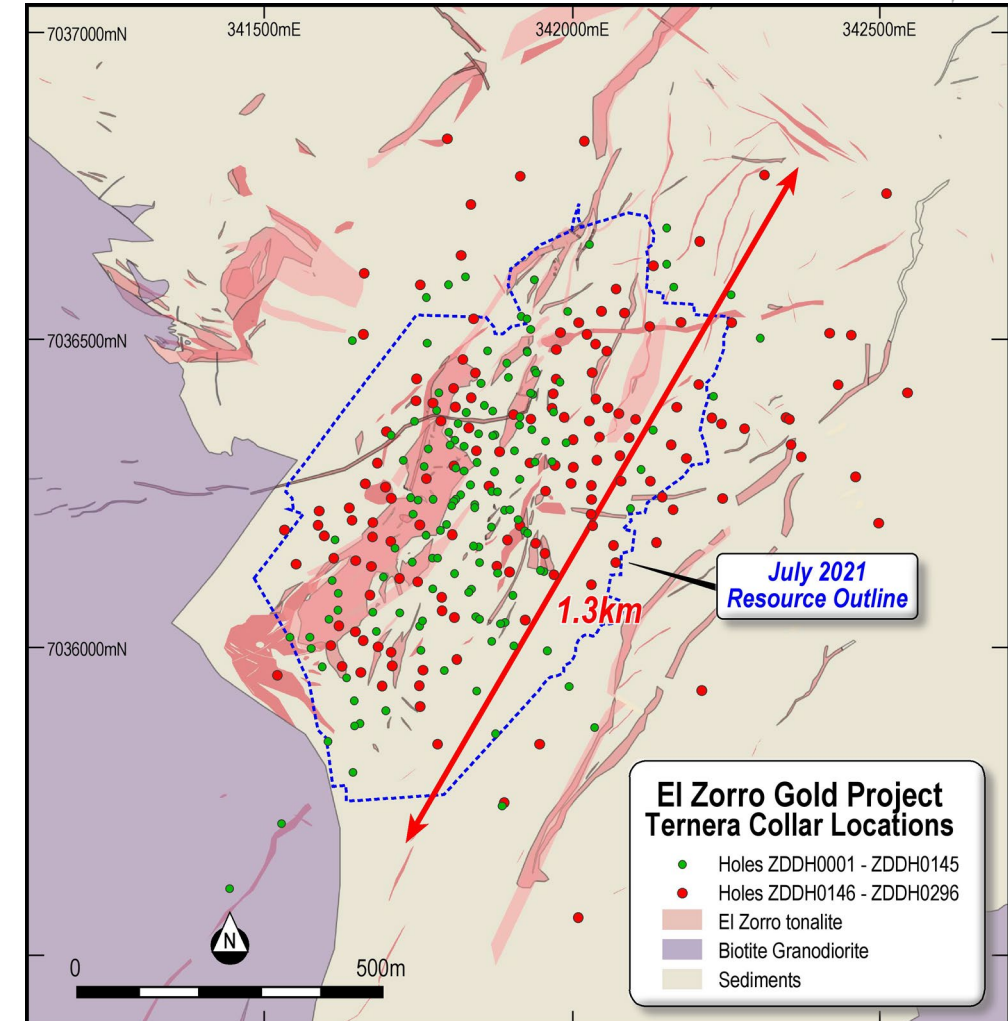 7037000mN
341500mE
342000mE
342500mE
7036500mN
7036000mN
1.3km
July 2021
Resource Outline
El Zorro Gold Project
Ternera Collar Locations
Holes ZDDH0001 - ZDDH0145
Holes ZDDH0146 - ZDDH0296
El Zorro tonalite
Biotite Granodiorite
Sediments
N
0
500m